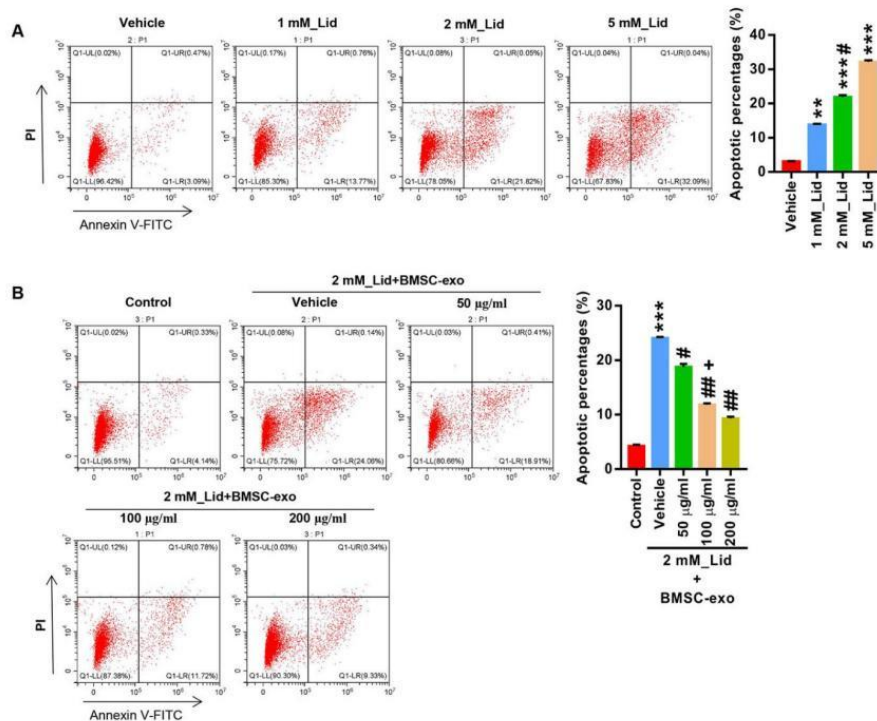 A
Vehicle
1 mM_Lid
2 mM_Lid
5 mM_Lid
2 : P1
1 : P1
3 : P1
1 : P1
Q1-UL(0.02%) Q1-UR(0.47%)
Q1-LL(96.42%) Q1-LR(3.09%)
Q1-UL(0.17%) Q1-UR(0.76%)
Q1-LL(85.30%) Q1-LR(13.77%)
Q1-UL(0.08%) Q1-UR(0.05%)
Q1-LL(78.05%) Q1-LR(21.82%)
Q1-UL(0.04%) Q1-UR(0.04%)
Q1-LL(67.83%) Q1-LR(32.09%)
PI
Annexin V-FITC
Apoptotic percentages (%)
40
30
20
10
0
**
***#
***
Vehicle
1 mM_Lid
2 mM_Lid
5 mM_Lid
B
2 mM_Lid+BMSC-exo
Control
Vehicle
50 μg/ml
3 : P1
2 : P1
2 : P1
Q1-UL(0.02%) Q1-UR(0.33%)
Q1-LL(95.51%) Q1-LR(4.14%)
Q1-UL(0.08%) Q1-UR(0.14%)
Q1-LL(75.72%) Q1-LR(24.06%)
Q1-UL(0.03%) Q1-UR(0.41%)
Q1-LL(80.66%) Q1-LR(18.91%)
2 mM_Lid+BMSC-exo
100 μg/ml
200 μg/ml
1 : P1
3 : P1
Q1-UL(0.12%) Q1-UR(0.78%)
Q1-LL(87.38%) Q1-LR(11.72%)
Q1-UL(0.03%) Q1-UR(0.34%)
Q1-LL(90.30%) Q1-LR(9.33%)
PI
Annexin V-FITC
Apoptotic percentages (%)
30
20
10
0
***
#
##+
##
Control
Vehicle
50 μg/ml
100 μg/ml
200 μg/ml
2 mM_Lid
+
BMSC-exo